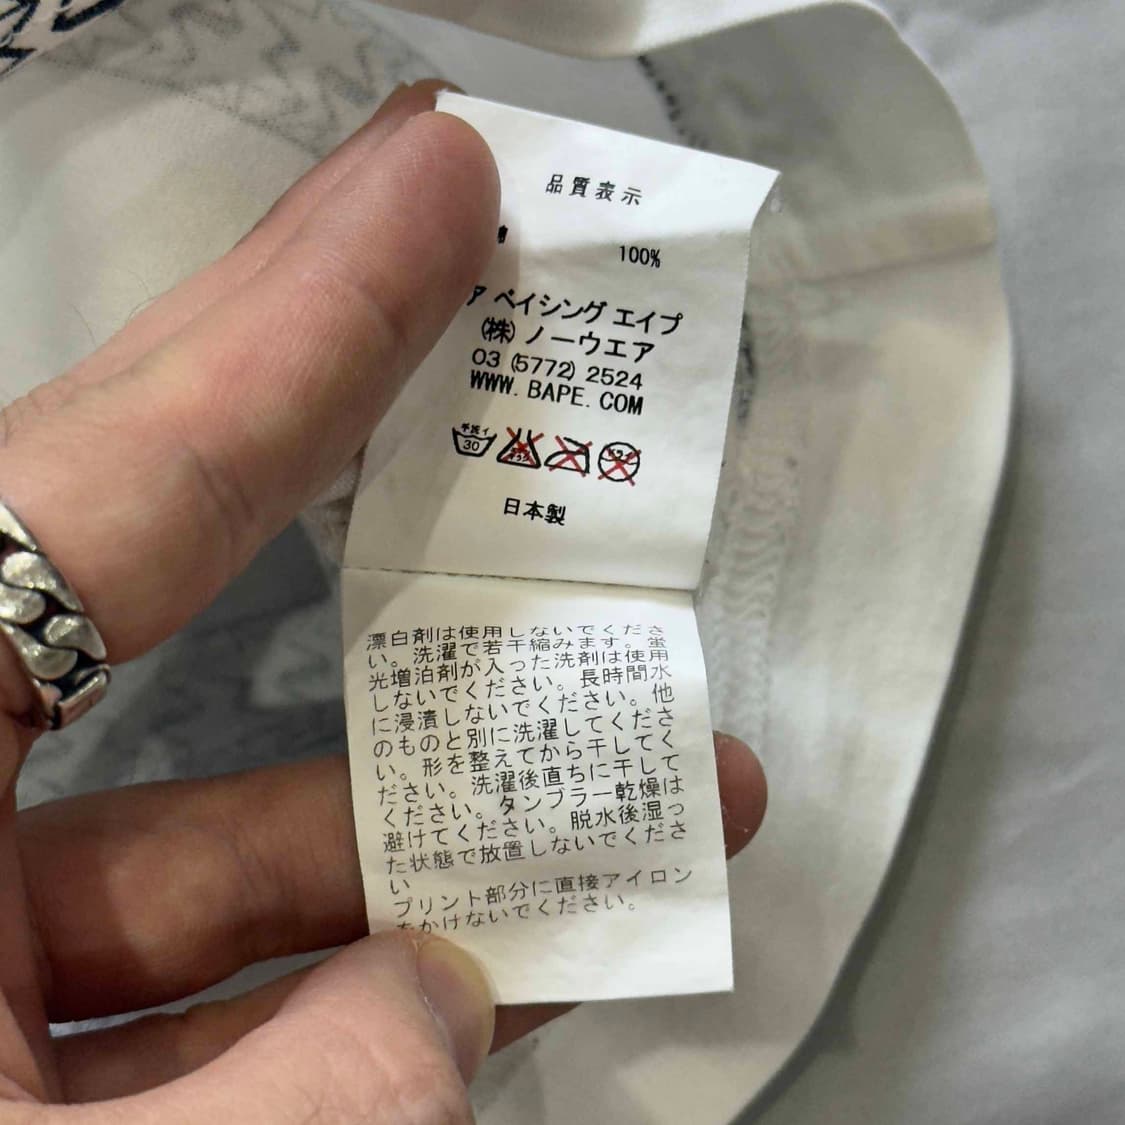 品質表示
100%
ア ベイシング エイプ
(株) ノーウエア
03 (5772) 2524
WWW. BAPE. COM
手洗イ
30
日本製
漂白剤は使用しないでくださ
い。洗濯で若干縮みます。蛍
光増泊剤が入った洗剤は使用
しないでください。長時間水
に浸漬しないでください。他
のものと別に洗濯してくださ
い。形を整えてから干してく
ださい。洗濯後直ちに干して
ください。タンブラー乾燥は
避けてください。脱水後湿っ
た状態で放置しないでくださ
い
プリント部分に直接アイロン
をかけないでください。